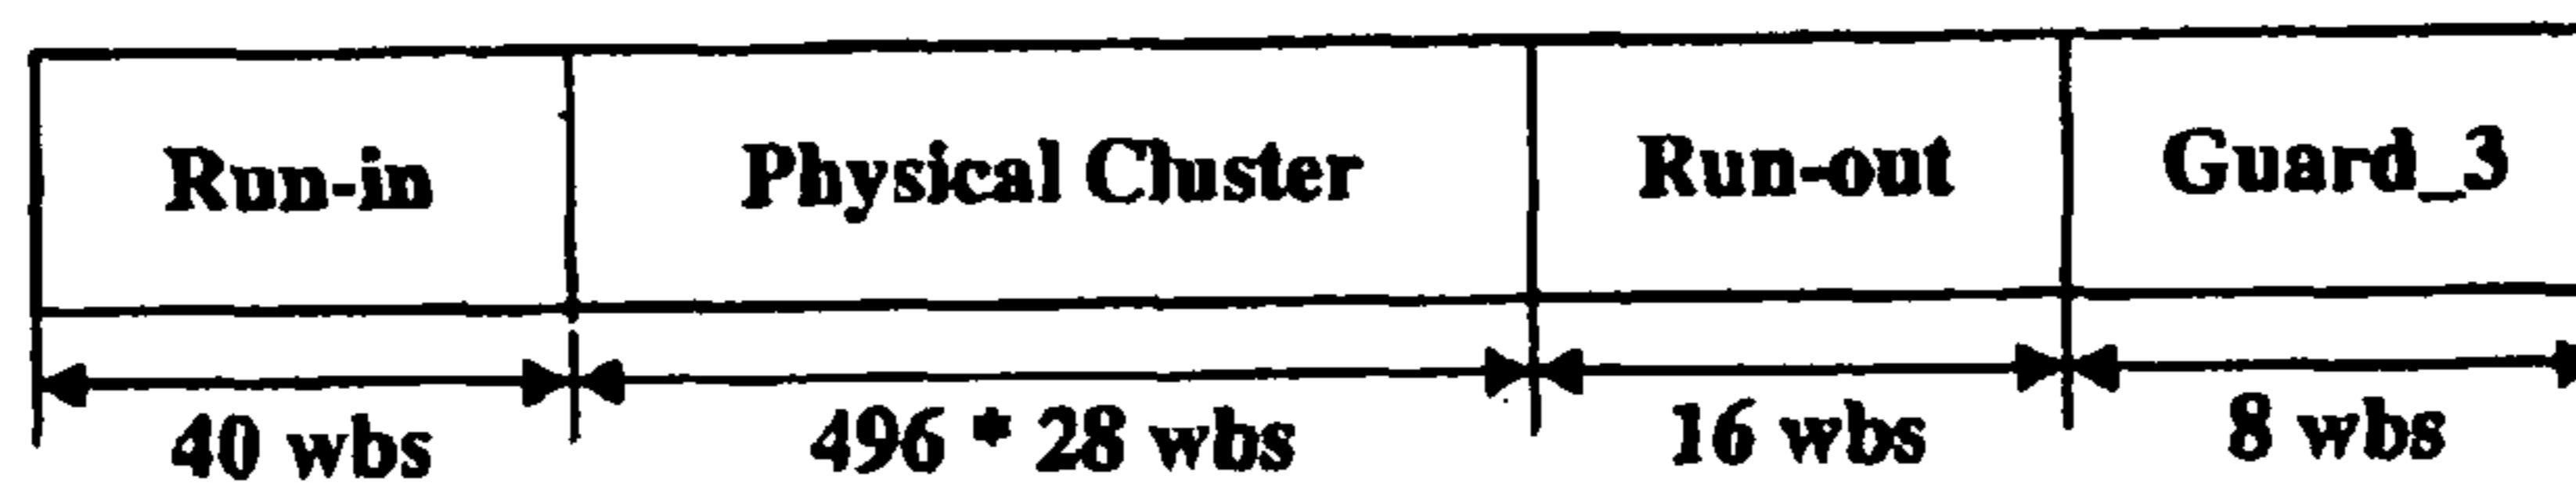 Run-in Physical Cluster Run-out Guard_3
40 wbs 496 * 28 wbs 16 wbs 8 wbs